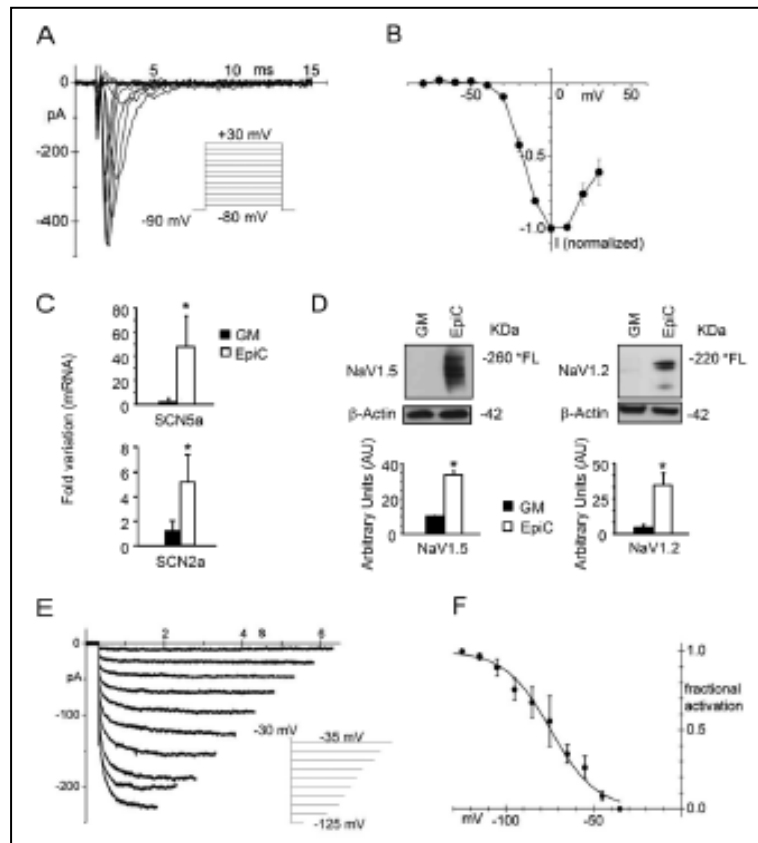 A
0
5
10
ms
15
pA
-200
-400
+30 mV
-90 mV
-80 mV
B
-50
0
mV
50
-0.5
-1.0
I (normalized)
C
Fold variation (mRNA)
80
60
40
20
0
*
GM
EpiC
SCN5a
8
6
4
2
0
*
SCN2a
D
GM
EpiC
KDa
NaV1.5
-260 *FL
β-Actin
-42
GM
EpiC
KDa
NaV1.2
-220 *FL
β-Actin
-42
Arbitrary Units (AU)
40
20
0
*
NaV1.5
GM
EpiC
Arbitrary Units (AU)
50
25
0
*
NaV1.2
E
0
2
4
s
6
pA
-100
-200
-30 mV
-35 mV
-125 mV
F
1.0
fractional
activation
0.5
0.0
mV
-100
-50